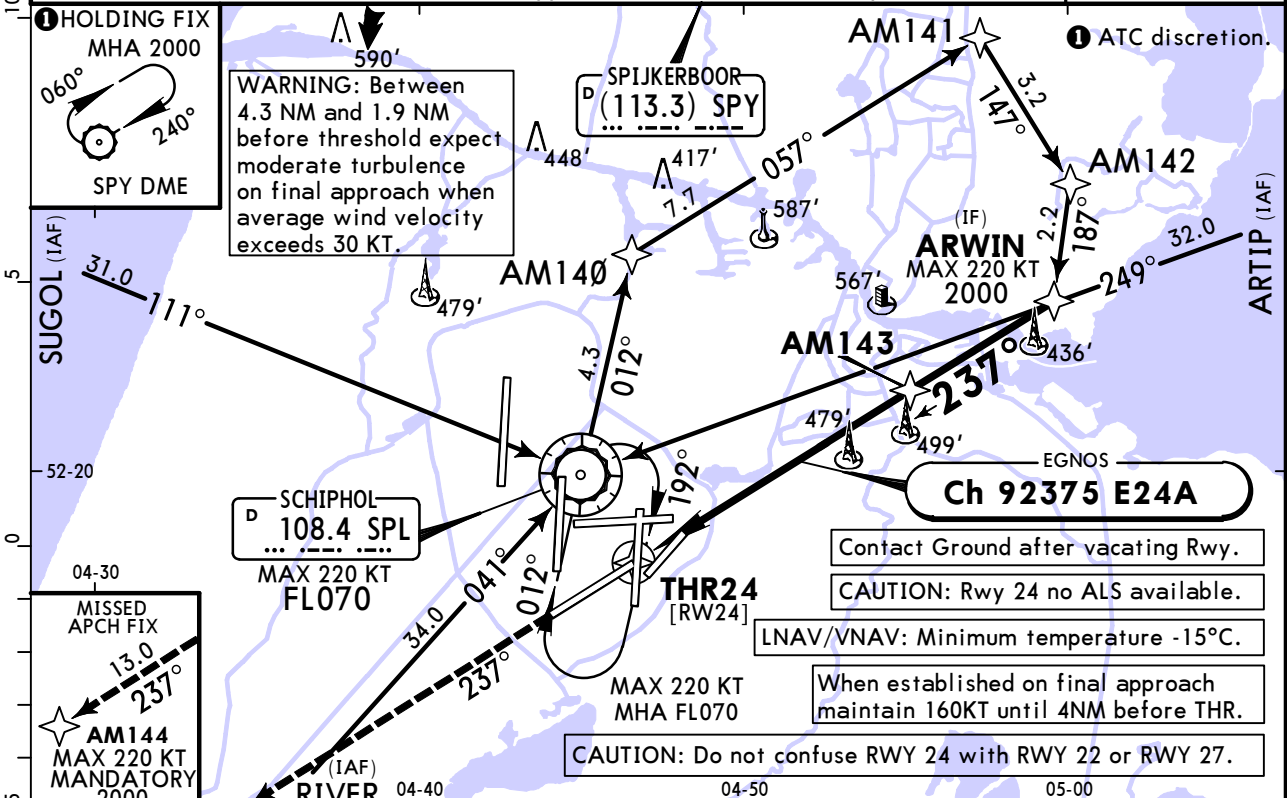 10
❶ HOLDING FIX
MHA 2000
060°
240°
SPY DME
590'
WARNING: Between
4.3 NM and 1.9 NM
before threshold expect
moderate turbulence
on final approach when
average wind velocity
exceeds 30 KT.
SPIJKERBOOR
D (113.3) SPY
AM141
❶ ATC discretion.
3.2
147°
448'
417'
057°
7.7
587'
AM142
2.2
187°
(IF)
ARWIN
MAX 220 KT
2000
32.0
249°
ARTIP (IAF)
SUGOL (IAF)
5
31.0
111°
AM140
479'
567'
436'
4.3
012°
AM143
237°
479'
499'
52-20
192°
EGNOS
Ch 92375 E24A
SCHIPHOL
D 108.4 SPL
MAX 220 KT
FL070
0
041°
012°
34.0
THR24
[RW24]
Contact Ground after vacating Rwy.
CAUTION: Rwy 24 no ALS available.
LNAV/VNAV: Minimum temperature -15°C.
When established on final approach
maintain 160KT until 4NM before THR.
CAUTION: Do not confuse RWY 24 with RWY 22 or RWY 27.
MAX 220 KT
MHA FL070
237°
04-30
MISSED
APCH FIX
13.0
237°
AM144
MAX 220 KT
MANDATORY
2000
(IAF)
RIVER
04-40
04-50
05-00